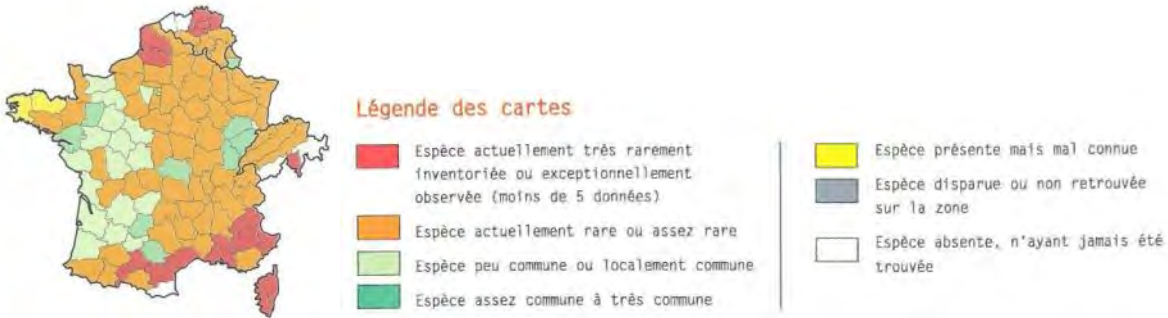 Légende des cartes
Espèce actuellement très rarement
inventoriée ou exceptionnellement
observée (moins de 5 données)
Espèce actuellement rare ou assez rare
Espèce peu commune ou localement commune
Espèce assez commune à très commune
Espèce présente mais mal connue
Espèce disparue ou non retrouvée
sur la zone
Espèce absente, n'ayant jamais été
trouvée